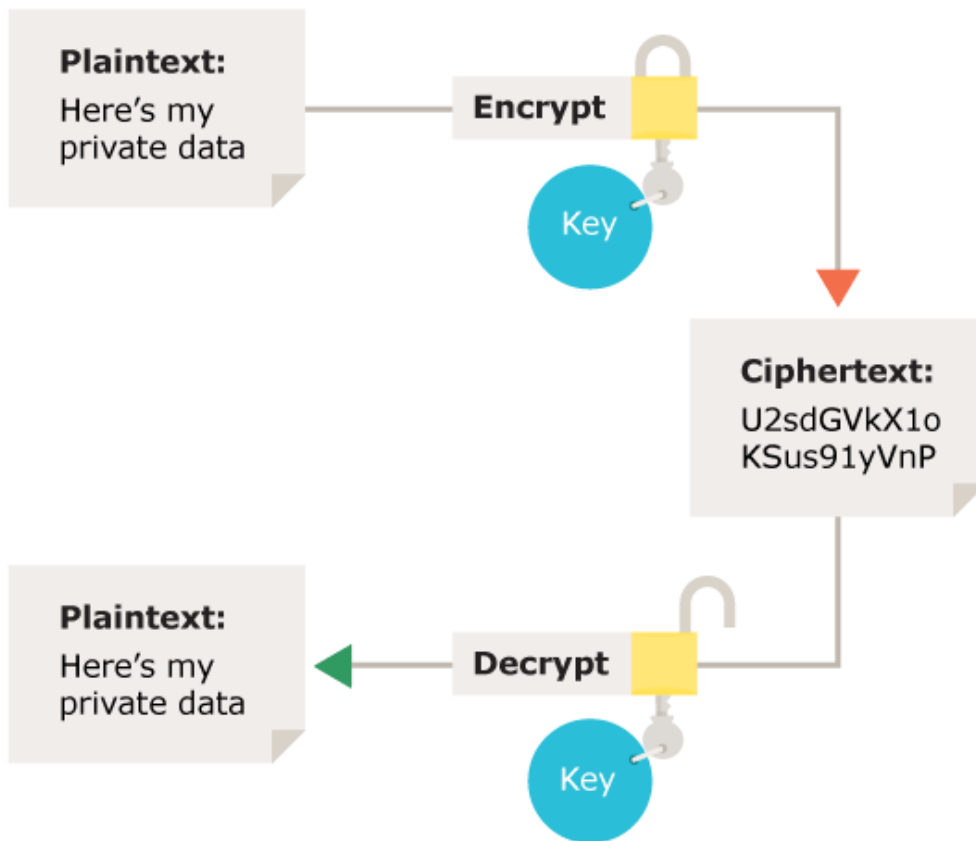 Plaintext:
Here’s my
private data
Encrypt
Key
Ciphertext:
U2sdGVkX1o
KSus91yVnP
Decrypt
Key
Plaintext:
Here’s my
private data